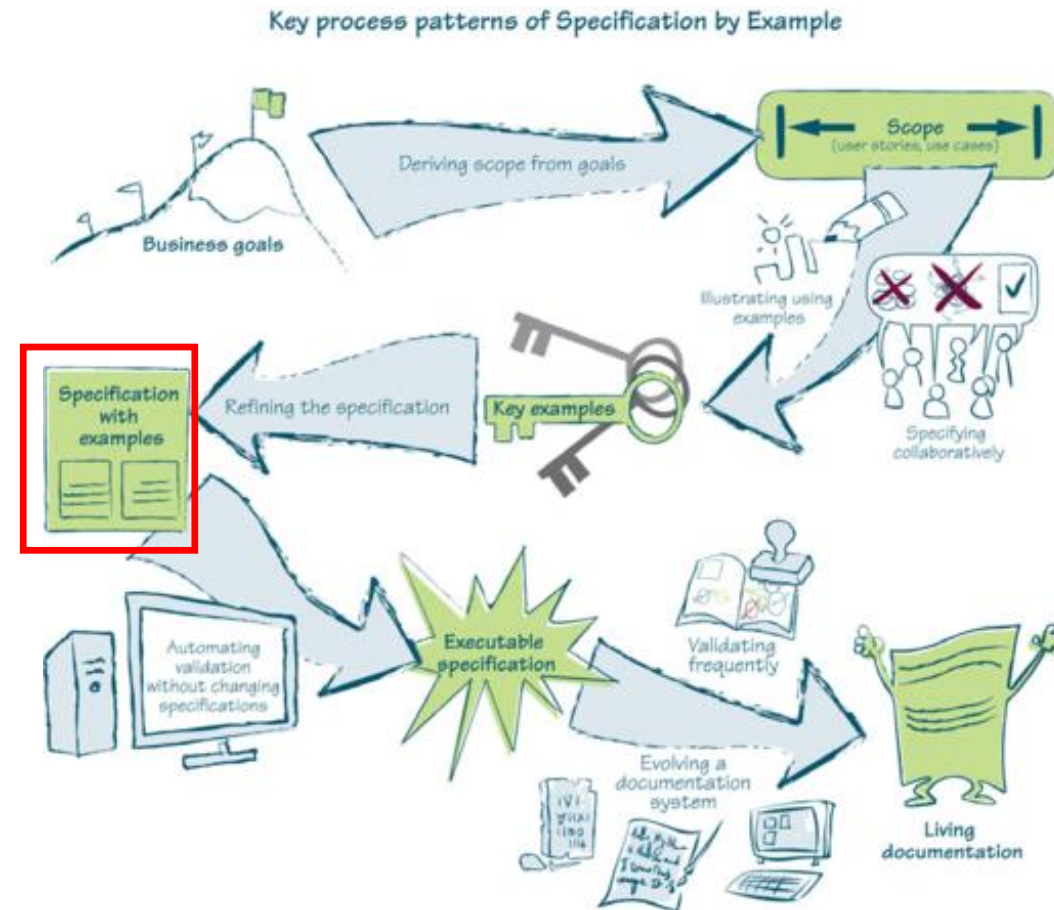 Key process patterns of Specification by Example
Deriving scope from goals
Scope
(user stories, use cases)
Business goals
Illustrating using
examples
Specification
with
examples
Refining the specification
Key examples
Specifying
collaboratively
Automating
validation
without changing
specifications
Executable
specification
Validating
frequently
Evolving a
documentation
system
Living
documentation